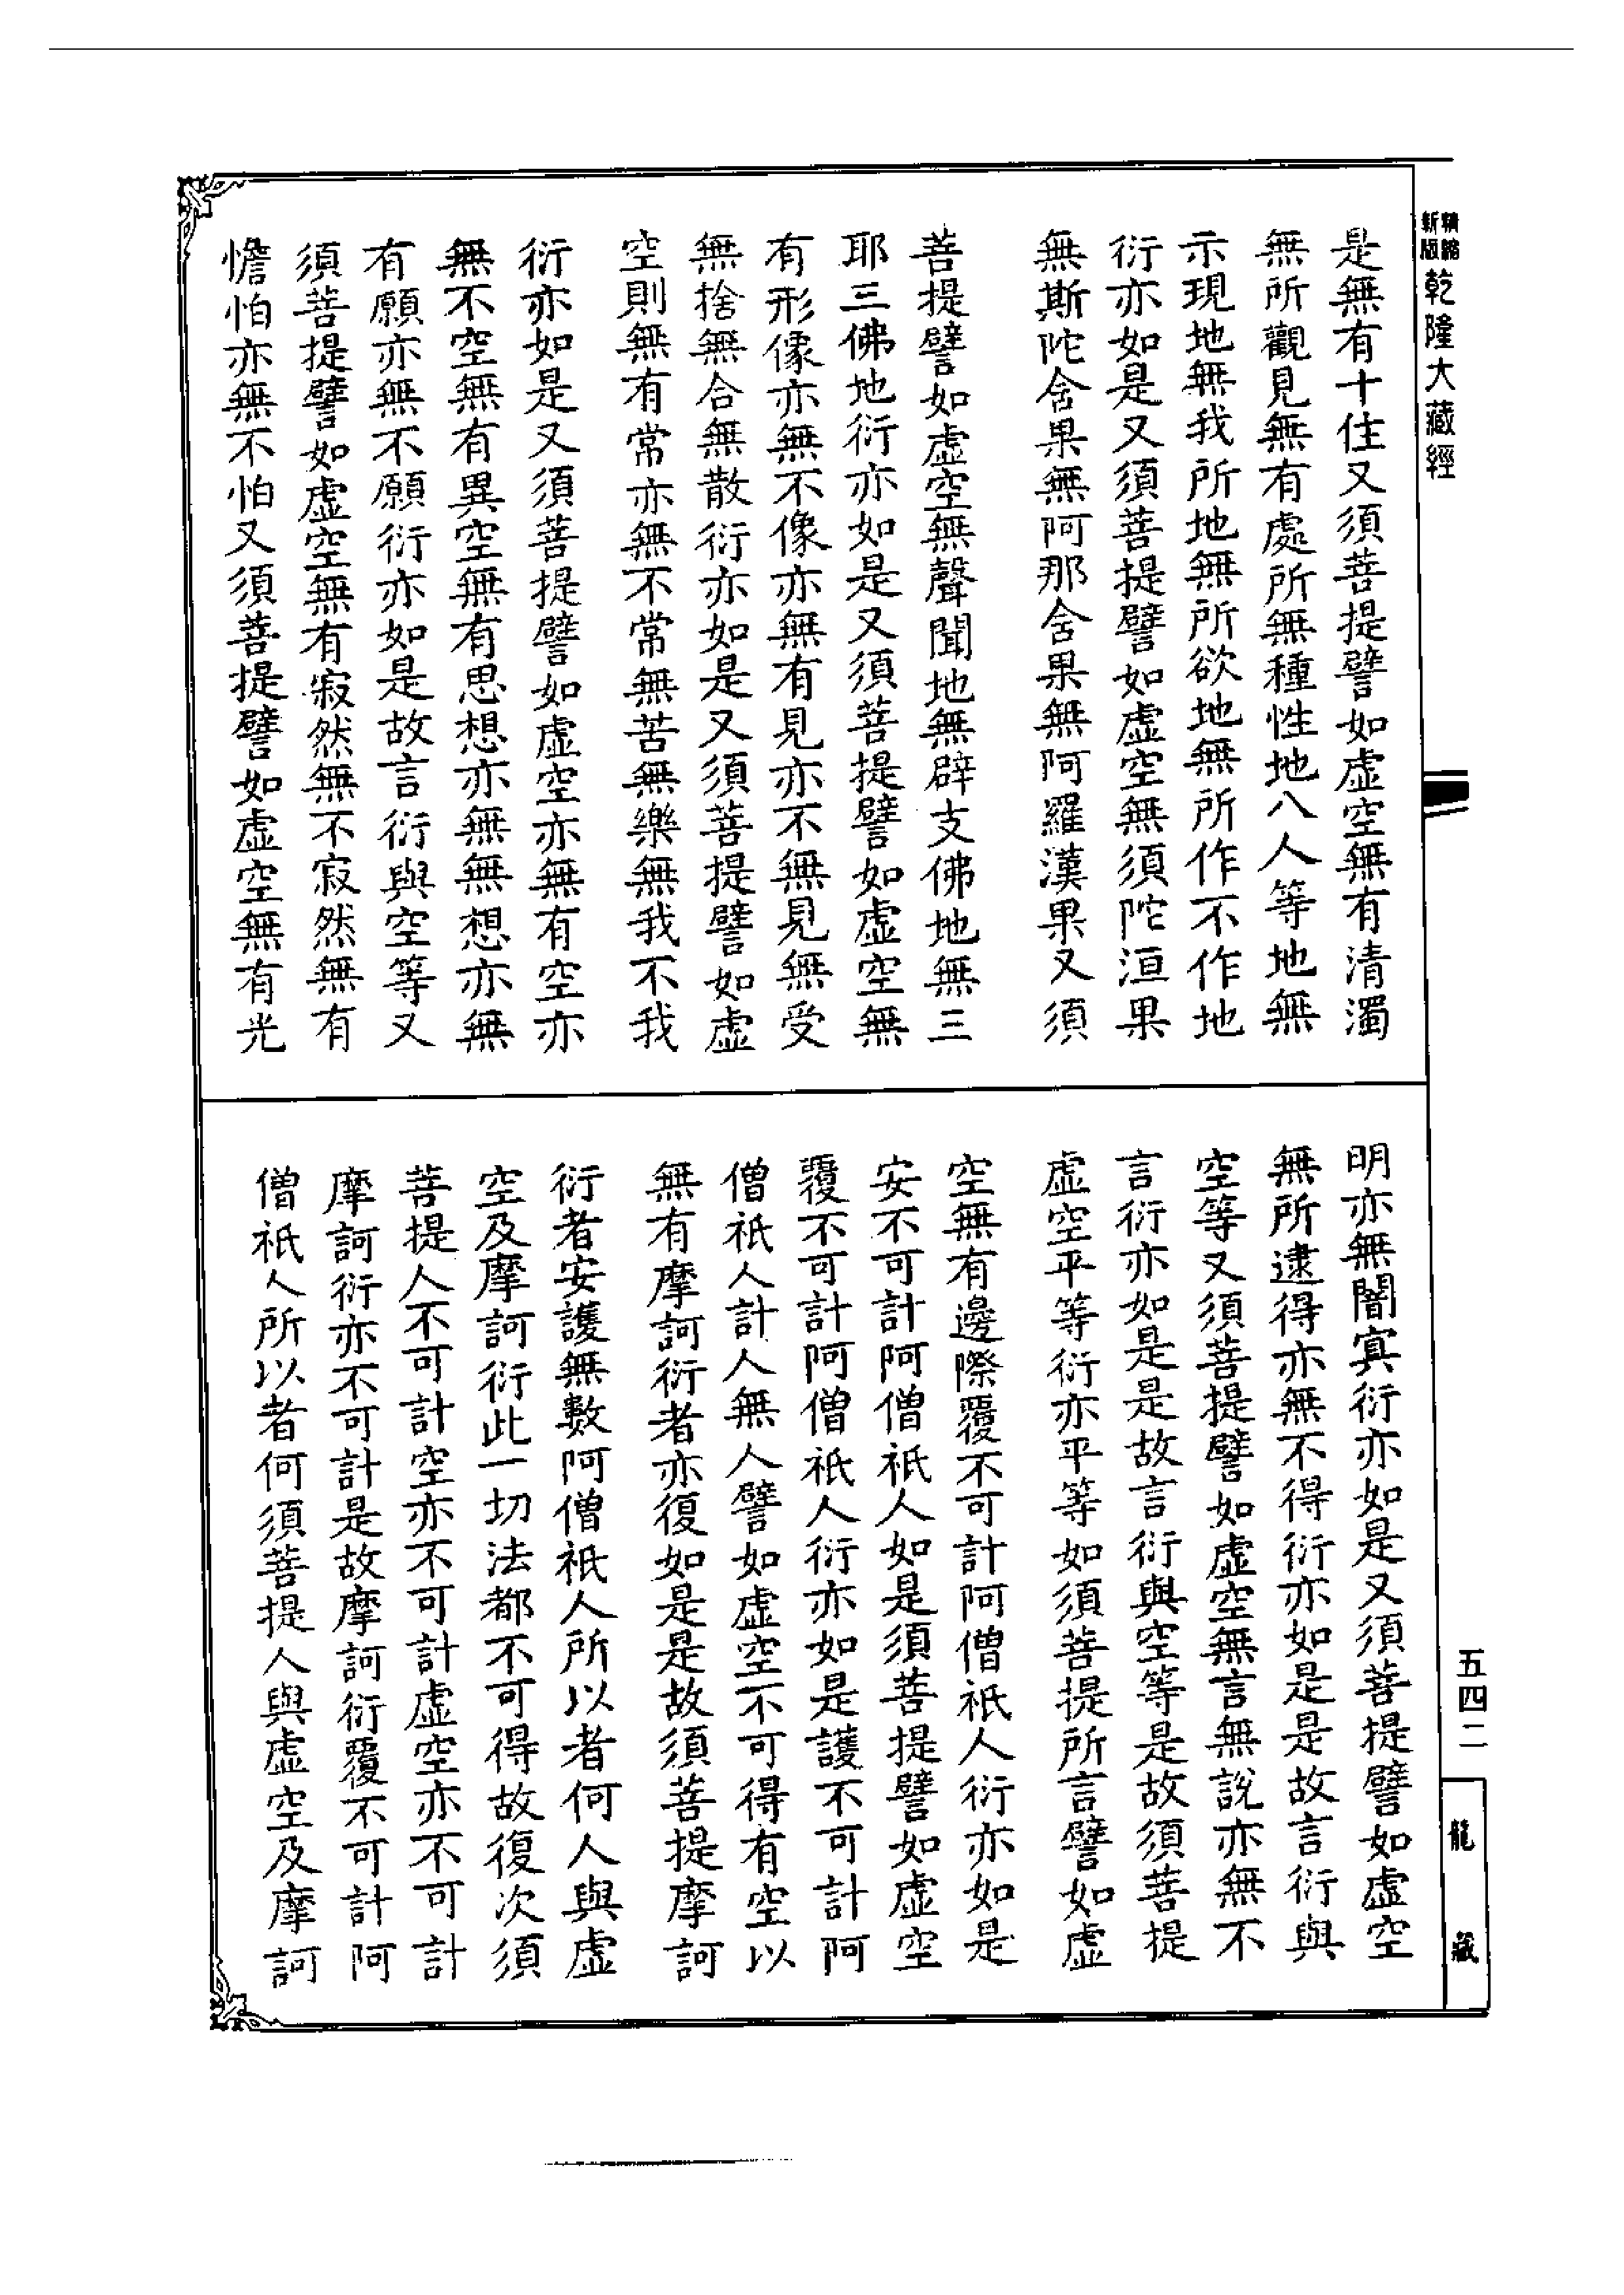 新版精縮乾隆大藏經
是無有十住又須菩提譬如虛空無有清濁
無所觀見無有處所無種性地八人等地無
示現地無我所地無所欲地無所作不作地
衍亦如是又須菩提譬如虛空無須陀洹果
無斯陀含果無阿那含果無阿羅漢果又須
菩提譬如虛空無聲聞地無辟支佛地無三
耶三佛地衍亦如是又須菩提譬如虛空無
有形像亦無不像亦無有見亦不無見無受
無捨無合無散衍亦如是又須菩提譬如虛
空則無有常亦無不常無苦無樂無我不我
衍亦如是又須菩提譬如虛空亦無有空亦
無不空無有異空無有思想亦無無想亦無
有願亦無不願衍亦如是故言衍與空等又
須菩提譬如虛空無有寂然無不寂然無有
憺怕亦無不怕又須菩提譬如虛空無有光
明亦無闇冥衍亦如是又須菩提譬如虛空
無所逮得亦無不得衍亦如是是故言衍與
空等又須菩提譬如虛空無言無說亦無不
言衍亦如是是故言衍與空等是故須菩提
虛空平等衍亦平等如須菩提所言譬如虛
空無有邊際覆不可計阿僧祇人衍亦如是
安不可計阿僧祇人如是須菩提譬如虛空
覆不可計阿僧祇人衍亦如是護不可計阿
僧祇人計人無人譬如虛空不可得有空以
無有摩訶衍者亦復如是是故須菩提摩訶
衍者安護無數阿僧祇人所以者何人與虛
空及摩訶衍此一切法都不可得故復次須
菩提人不可計空亦不可計虛空亦不可計
摩訶衍亦不可計是故摩訶衍覆不可計阿
僧祇人所以者何須菩提人與虛空及摩訶
五四二
龍藏